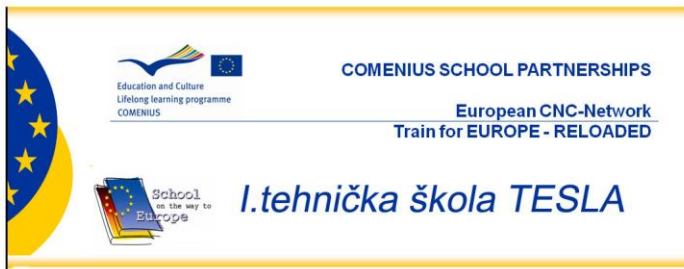 COMENIUS SCHOOL PARTNERSHIPS
Education and Culture
Lifelong learning programme
COMENIUS
European CNC-Network
Train for EUROPE - RELOADED
School
on the way to
Europe
I.tehnička škola TESLA